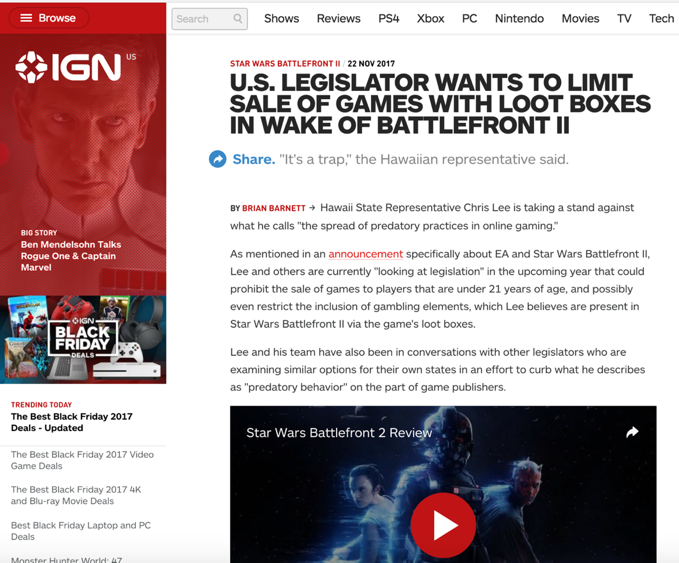 Browse
Search
Shows Reviews PS4 Xbox PC Nintendo Movies TV Tech
IGN US
BIG STORY
Ben Mendelsohn Talks
Rogue One & Captain
Marvel
IGN
BLACK
FRIDAY
DEALS
TRENDING TODAY
The Best Black Friday 2017
Deals - Updated
The Best Black Friday 2017 Video
Game Deals
The Best Black Friday 2017 4K
and Blu-ray Movie Deals
Best Black Friday Laptop and PC
Deals
Monster Hunter World: 47
STAR WARS BATTLEFRONT II / 22 NOV 2017
U.S. LEGISLATOR WANTS TO LIMIT
SALE OF GAMES WITH LOOT BOXES
IN WAKE OF BATTLEFRONT II
Share. "It's a trap," the Hawaiian representative said.
BY BRIAN BARNETT → Hawaii State Representative Chris Lee is taking a stand against
what he calls "the spread of predatory practices in online gaming."
As mentioned in an announcement specifically about EA and Star Wars Battlefront II,
Lee and others are currently "looking at legislation" in the upcoming year that could
prohibit the sale of games to players that are under 21 years of age, and possibly
even restrict the inclusion of gambling elements, which Lee believes are present in
Star Wars Battlefront II via the game's loot boxes.
Lee and his team have also been in conversations with other legislators who are
examining similar options for their own states in an effort to curb what he describes
as "predatory behavior" on the part of game publishers.
Star Wars Battlefront 2 Review